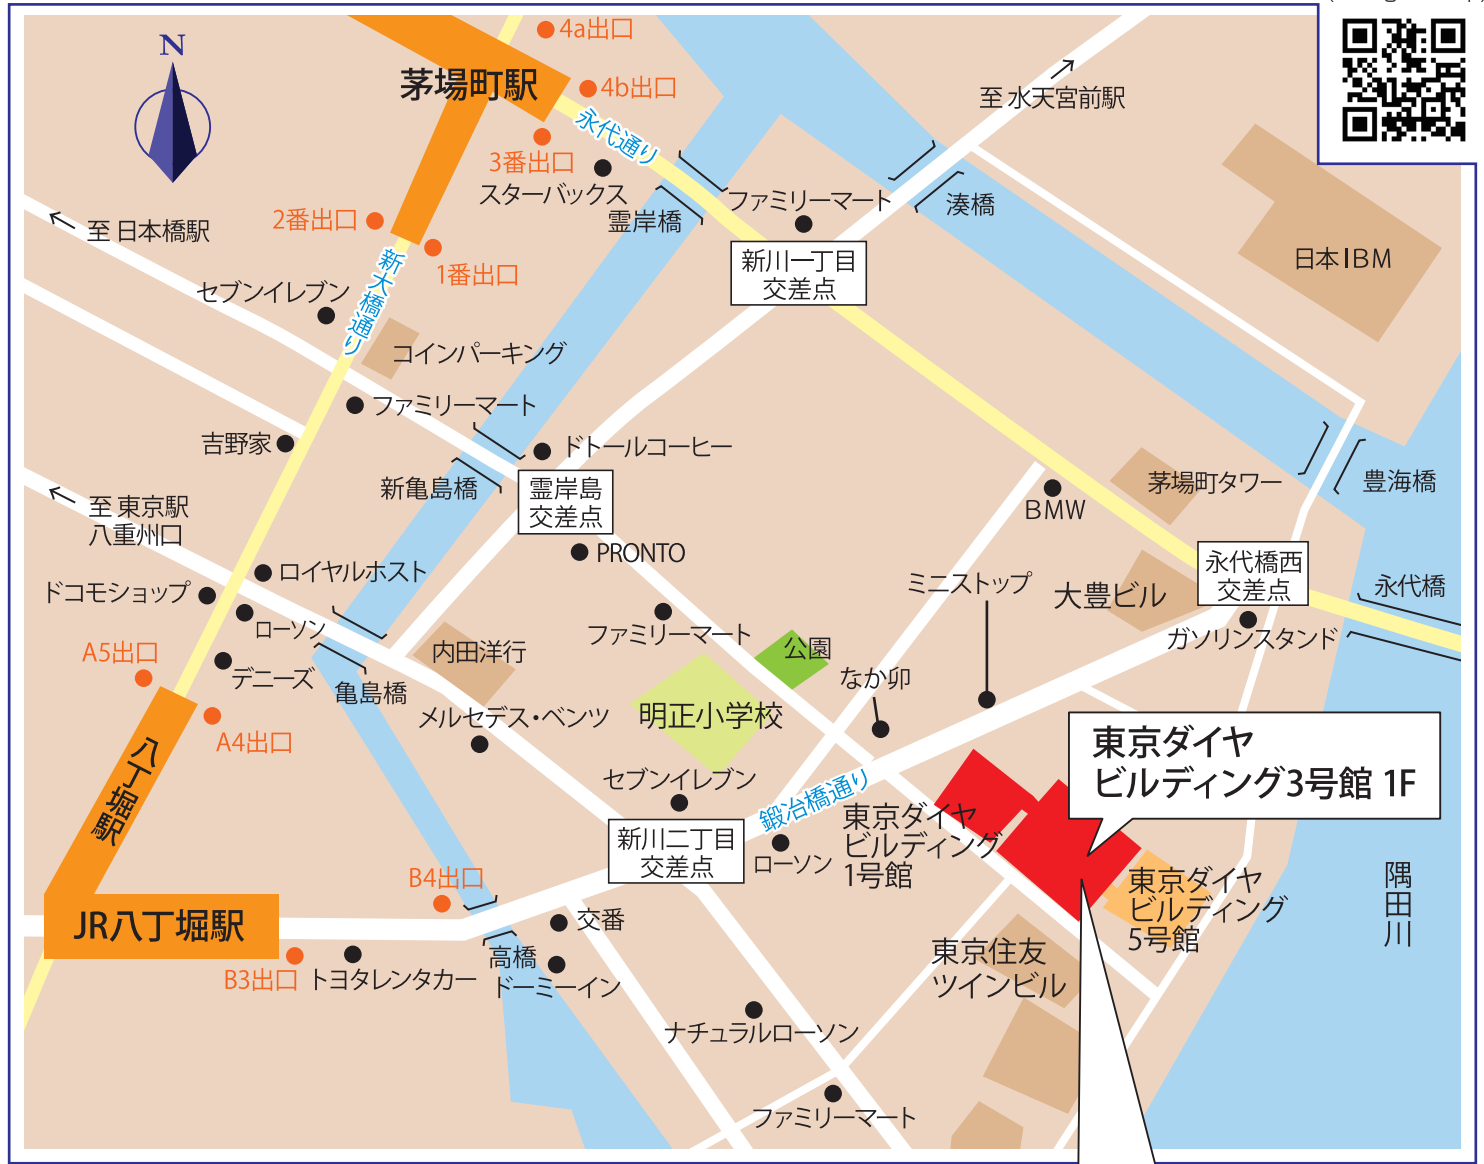 N
4a出口
茅場町駅
4b出口
永代通り
3番出口
スターバックス
至 水天宮前駅
2番出口
至 日本橋駅
霊岸橋
ファミリーマート
湊橋
1番出口
新大橋通り
新川一丁目
交差点
日本IBM
セブンイレブン
コインパーキング
ファミリーマート
吉野家
ドトールコーヒー
新亀島橋
霊岸島
交差点
茅場町タワー
豊海橋
BMW
至 東京駅
八重州口
PRONTO
ロイヤルホスト
ドコモショップ
ローソン
ミニストップ
大豊ビル
永代橋西
交差点
永代橋
ガソリンスタンド
ファミリーマート
公園
なか卯
A5出口
デニーズ
亀島橋
内田洋行
メルセデス・ベンツ
明正小学校
A4出口
東京ダイヤ
ビルディング3号館 1F
八丁堀駅
セブンイレブン
鍛冶橋通り
新川二丁目
交差点
ローソン
東京ダイヤ
ビルディング
1号館
東京ダイヤ
ビルディング
5号館
隅田川
B4出口
JR八丁堀駅
交番
高橋
B3出口
トヨタレンタカー
ドーミーイン
東京住友
ツインビル
ナチュラルローソン
ファミリーマート